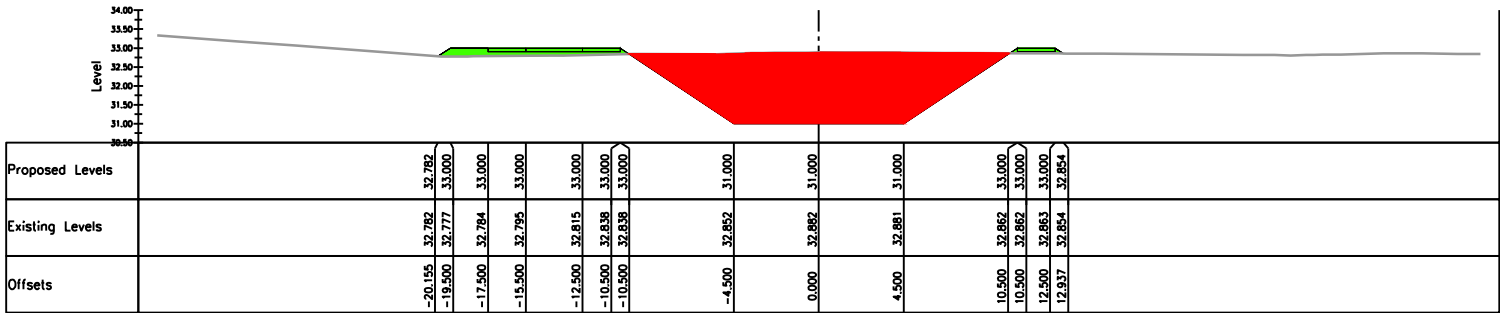 34.00
33.50
33.00
32.50
32.00
31.50
31.00
30.50
Level
Proposed Levels 32.782 33.000 33.000 33.000 33.000 33.000 33.000 31.000 31.000 31.000 33.000 33.000 33.000 32.854
Existing Levels 32.782 32.777 32.784 32.795 32.815 32.838 32.838 32.852 32.882 32.881 32.862 32.862 32.863 32.854
Offsets -20.155 -19.500 -17.500 -15.500 -12.500 -10.500 -10.500 -4.500 0.000 4.500 10.500 10.500 12.500 12.937